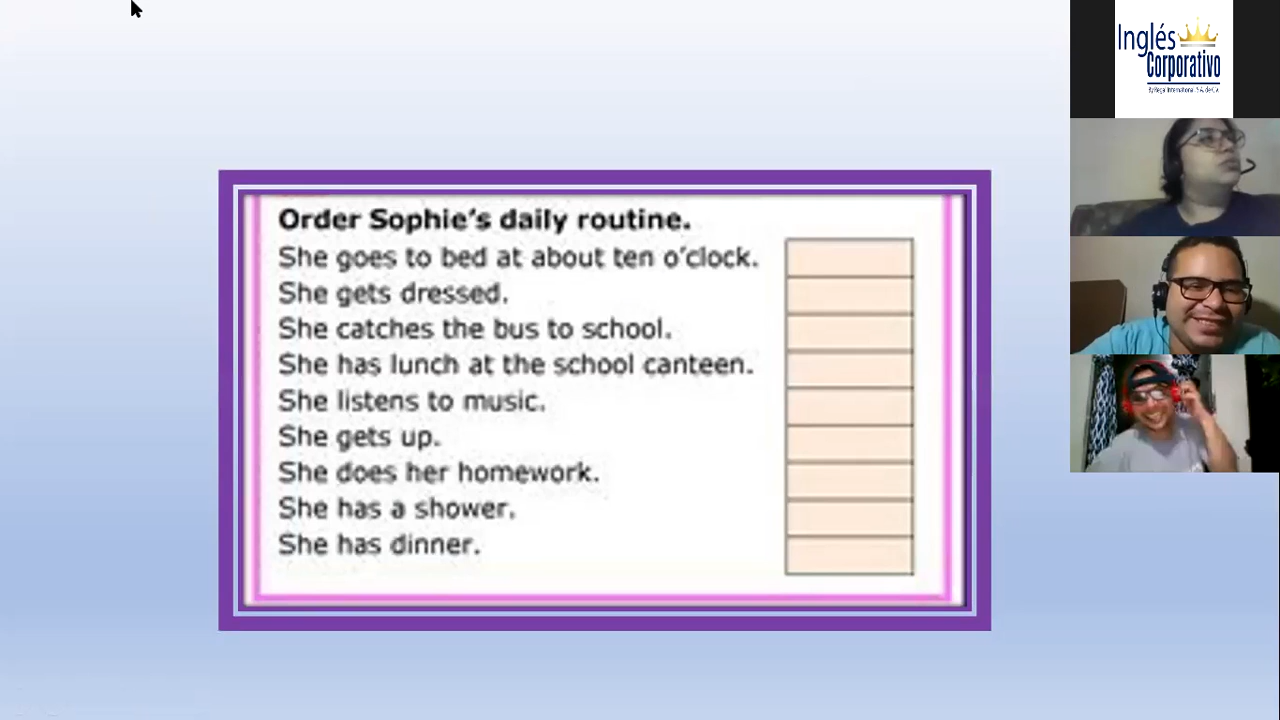 Order Sophie's daily routine.
She goes to bed at about ten o'clock.
She gets dressed.
She catches the bus to school.
She has lunch at the school canteen.
She listens to music.
She gets up.
She does her homework.
She has a shower.
She has dinner.
Inglés
Corporativo